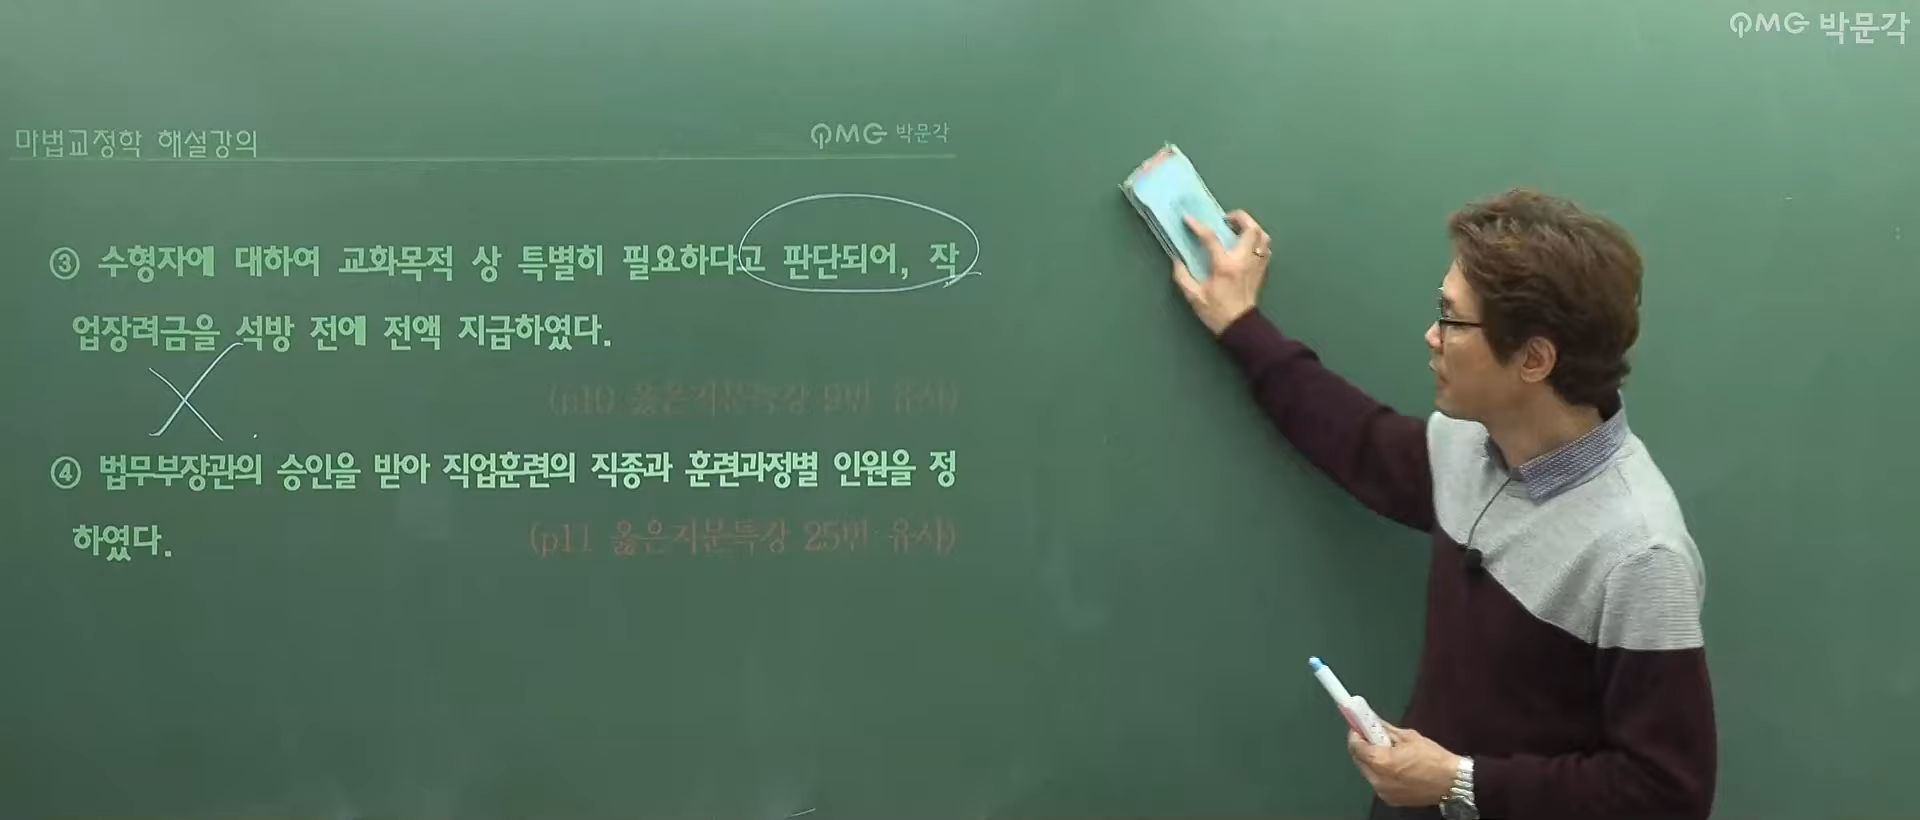 PMG 박문각
마법교정학 해설강의
PMG 박문각
③ 수형자에 대하여 교화목적 상 특별히 필요하다고 판단되어, 작
업장려금을 석방 전에 전액 지급하였다.
(p10 옳은지문특강 9번 유사)
④ 법무부장관의 승인을 받아 직업훈련의 직종과 훈련과정별 인원을 정
하였다.
(p11 옳은지문특강 25번 유사)